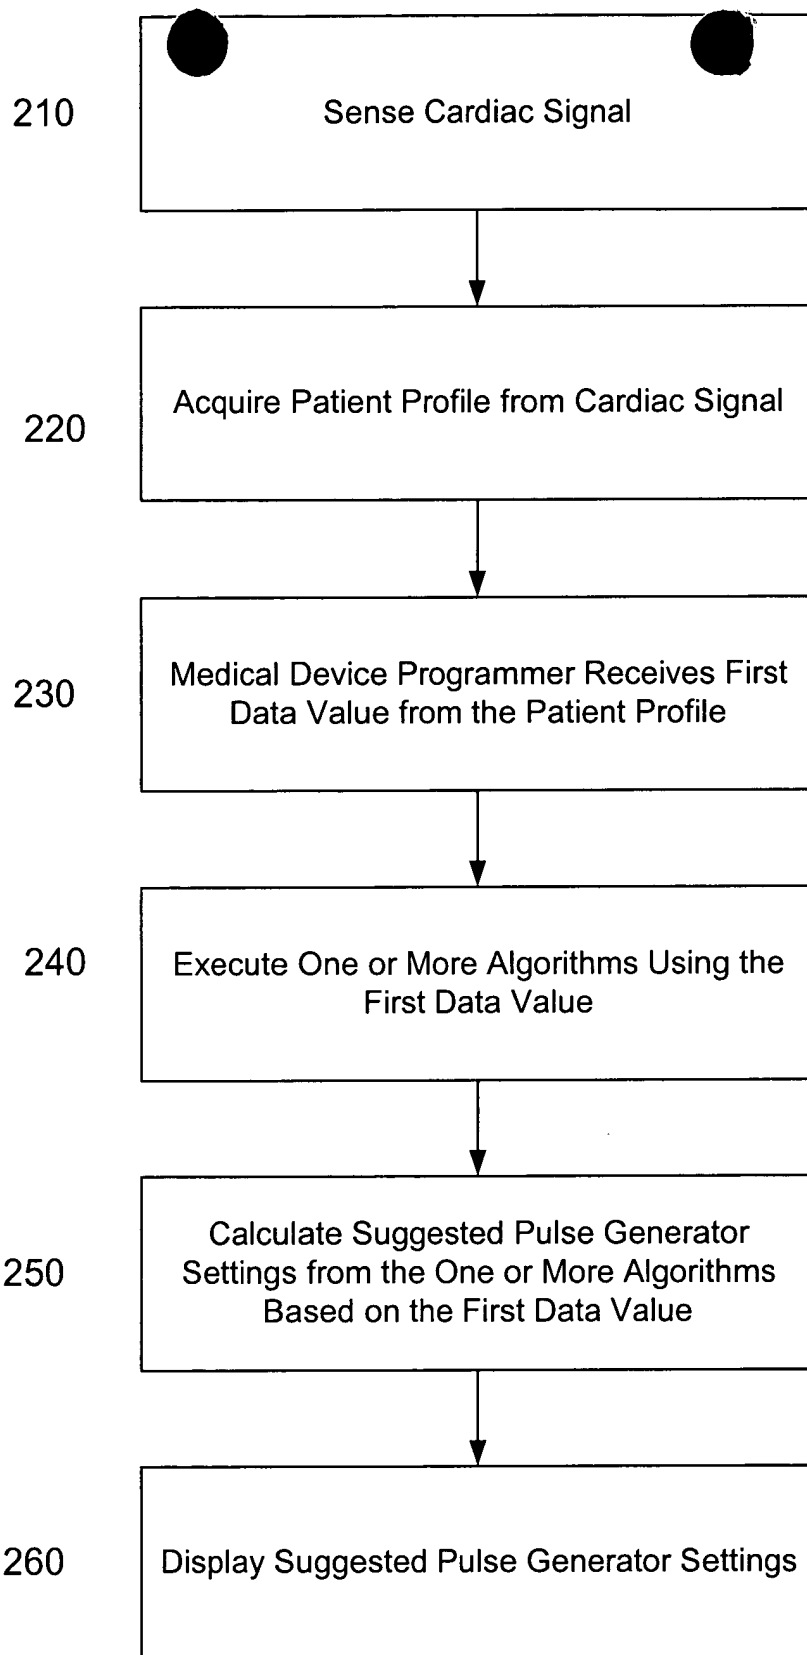 210
Sense Cardiac Signal
220
Acquire Patient Profile from Cardiac Signal
230
Medical Device Programmer Receives First
Data Value from the Patient Profile
240
Execute One or More Algorithms Using the
First Data Value
250
Calculate Suggested Pulse Generator
Settings from the One or More Algorithms
Based on the First Data Value
260
Display Suggested Pulse Generator Settings